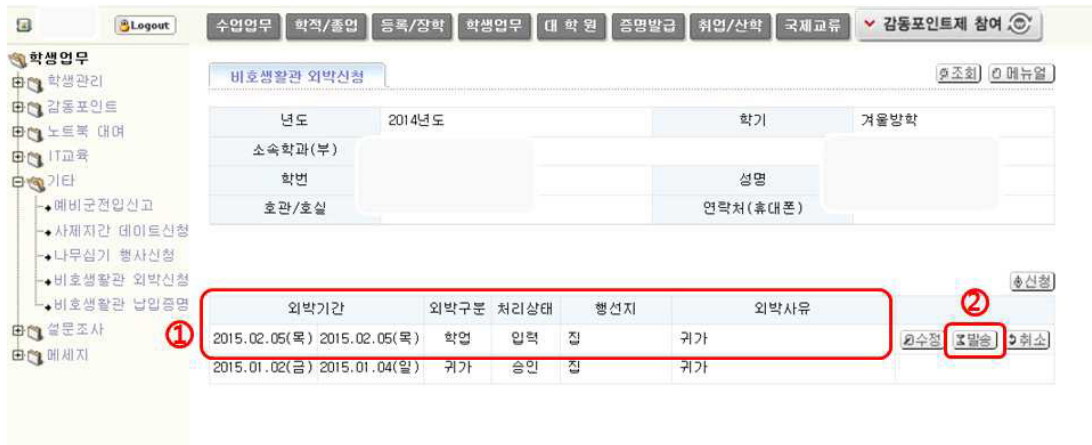 Logout 수업업무 학적/졸업 등록/장학 학생업무 대 학 원 증명발급 취업/산학 국제교류 감동포인트제 참여
학생업무
학생관리
감동포인트
노트북 대여
IT교육
기타
예비군전입신고
사제지간 데이트신청
나무심기 행사신청
비호생활관 외박신청
비호생활관 납입증명
설문조사
메세지
비호생활관 외박신청 조회 메뉴얼
년도 2014년도 학기 겨울방학
소속학과(부)
학번 성명
호관/호실 연락처(휴대폰)
신청
외박기간 외박구분 처리상태 행선지 외박사유 ②
① 2015.02.05(목) 2015.02.05(목) 학업 입력 집 귀가 수정 발송 취소
2015.01.02(금) 2015.01.04(일) 귀가 승인 집 귀가